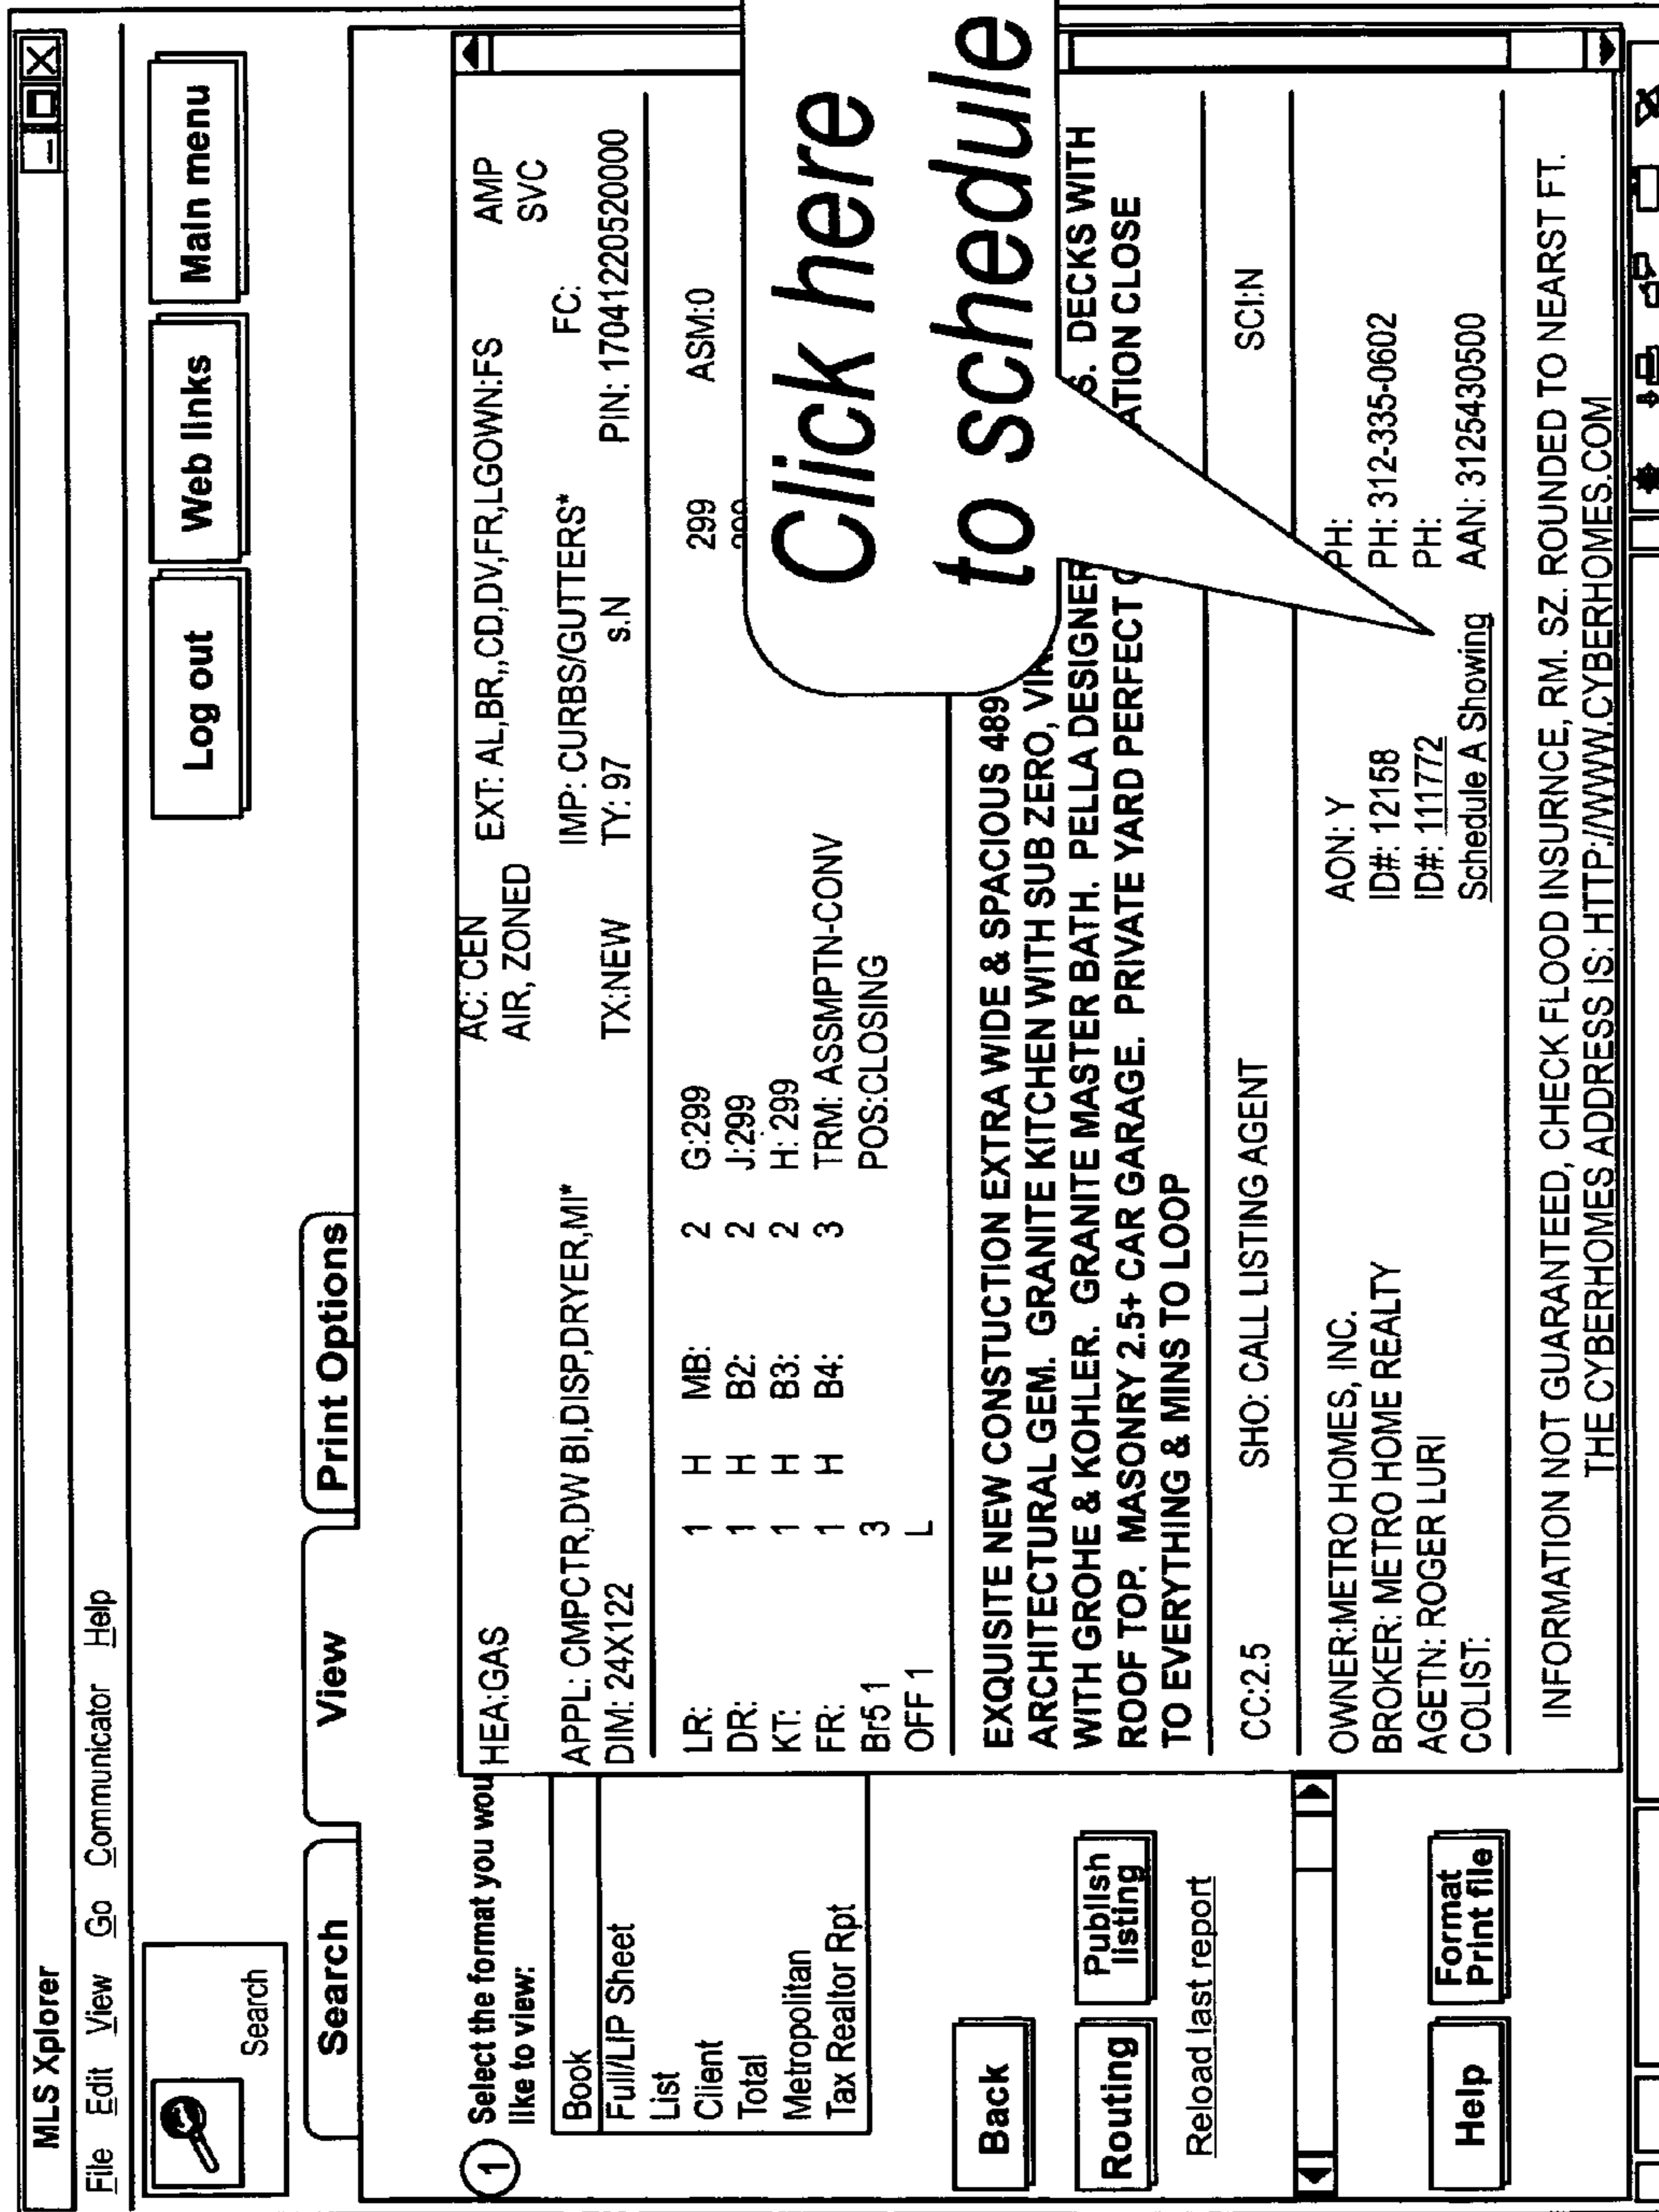 MLS Xplorer
File Edit View Go Communicator Help
Search
Log out Web links Main menu
Search View Print Options
1 Select the format you wou
like to view:
Book
Full/LIP Sheet
List
Client
Total
Metropolitan
Tax Realtor Rpt
Back
Routing Publish listing
Reload last report
Help Format Print file
HEA:GAS AC: CEN EXT: AL,BR,,CD,DV,FR,LGOWN:FS AMP
AIR, ZONED SVC
APPL: CMPCTR,DW BI,DISP,DRYER,MI* IMP: CURBS/GUTTERS* FC:
DIM: 24X122 TX:NEW TY: 97 s.N PIN: 17041220520000
LR: 1 H MB: 2 G:299 299 ASM:0
DR: 1 H B2: 2 J:299 299
KT: 1 H B3: 2 H: 299
FR: 1 H B4: 3 TRM: ASSMPTN-CONV
Br5 1 3 POS:CLOSING
OFF 1 L
EXQUISITE NEW CONSTUCTION EXTRA WIDE & SPACIOUS 489
ARCHITECTURAL GEM. GRANITE KITCHEN WITH SUB ZERO,
WITH GROHE & KOHLER. GRANITE MASTER BATH. PELLA DESIGNER S. DECKS WITH
ROOF TOP. MASONRY 2.5+ CAR GARAGE. PRIVATE YARD PERFECT ATION CLOSE
TO EVERYTHING & MINS TO LOOP
Click here
to schedule
CC:2.5 SHO: CALL LISTING AGENT SCI:N
OWNER:METRO HOMES, INC. AON: Y PH:
BROKER: METRO HOME REALTY ID#: 12158 PH: 312-335-0602
AGETN: ROGER LURI ID#: 111772 PH:
COLIST: Schedule A Showing AAN: 3125430500
INFORMATION NOT GUARANTEED, CHECK FLOOD INSURNCE, RM. SZ. ROUNDED TO NEARST FT.
THE CYBERHOMES ADDRESS IS: HTTP://WWW.CYBERHOMES.COM